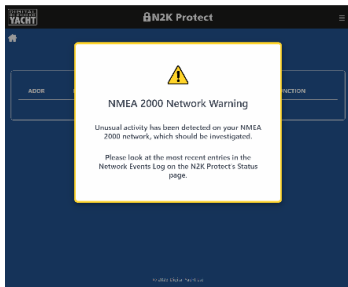 DIGITAL
YACHT
N2K Protect
NMEA 2000 Network Warning
ADDR
NCTION
Unusual activity has been detected on your NMEA
2000 network, which should be investigated.
Please look at the most recent entries in the
Network Events Log on the N2K Protect's Status
page.